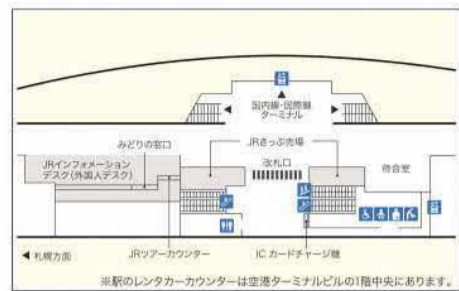 国内線・国際線
ターミナル
みどりの窓口
JRきっぷ売場
JRインフォメーション
デスク(外国人デスク)
改札口
待合室
◀ 札幌方面
JRツアーカウンター
IC カードチャージ機
※駅のレンタカーカウンターは空港ターミナルビルの1階中央にあります。